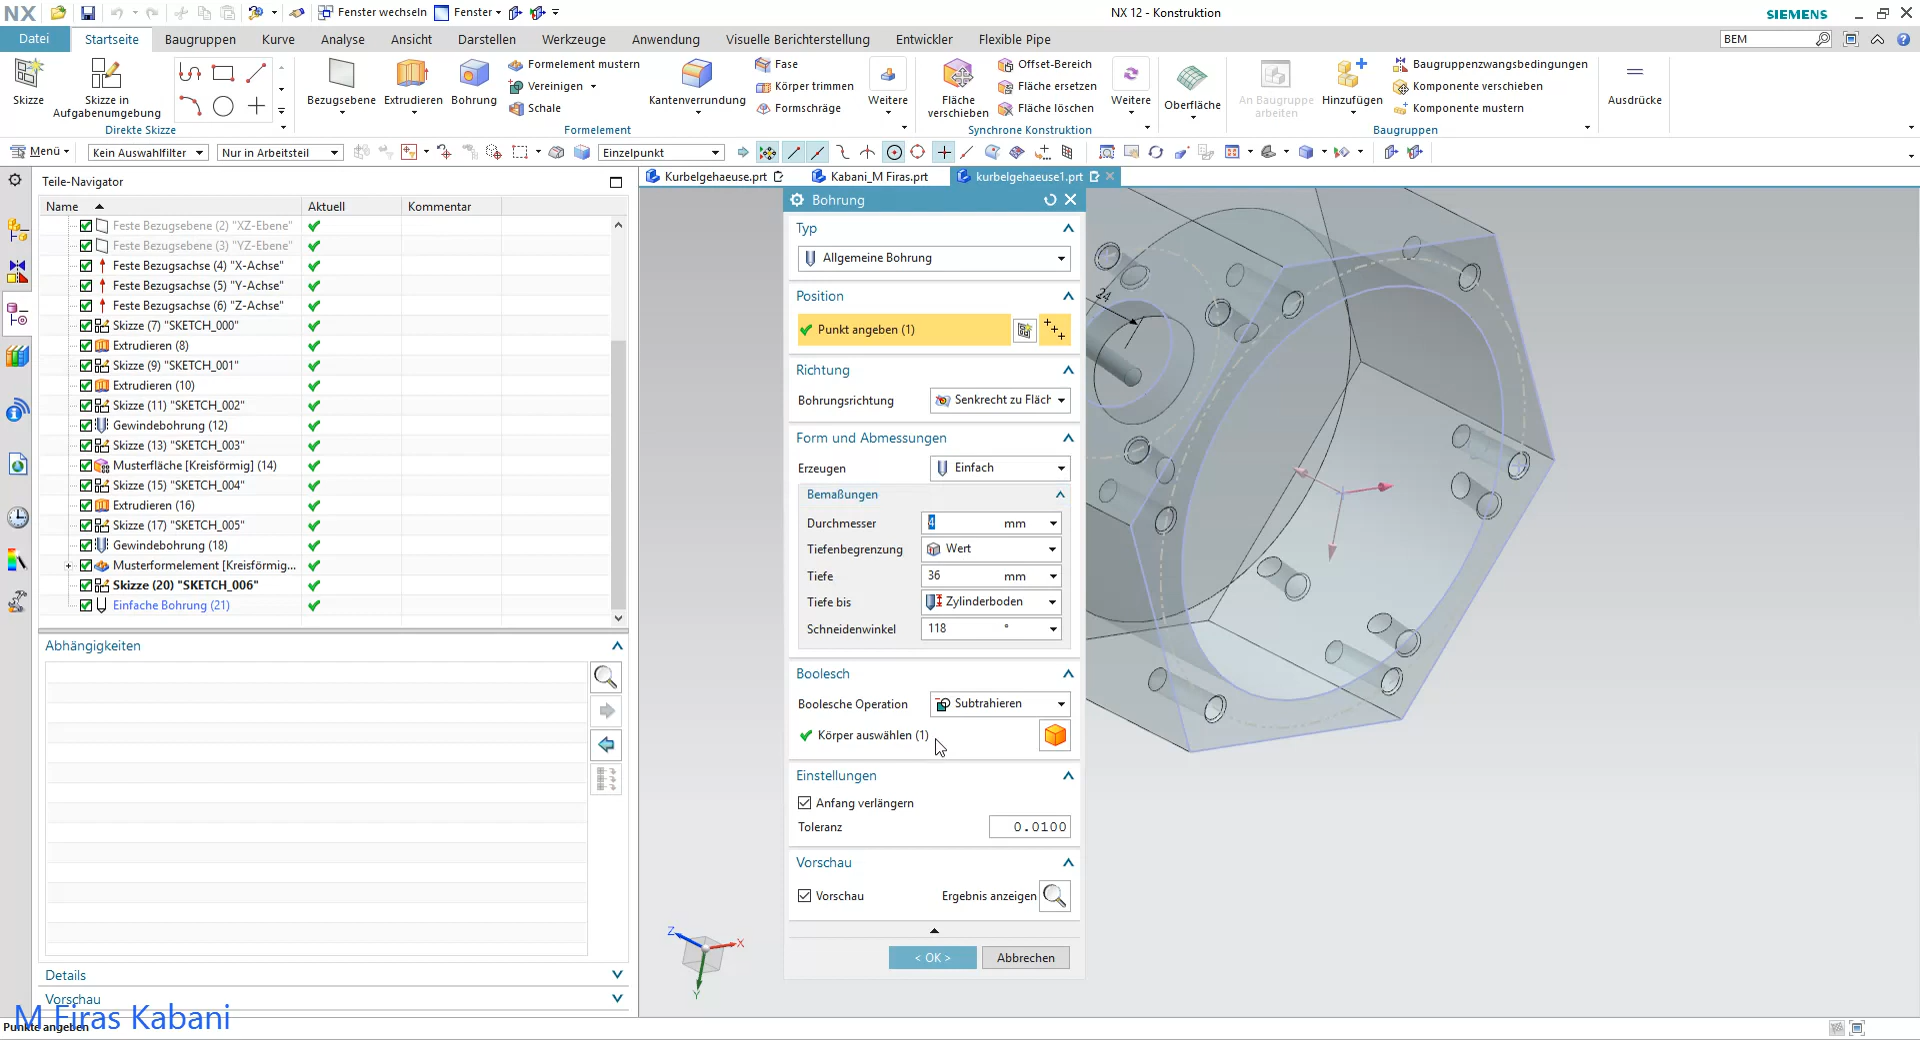 NX
Fenster wechseln
Fenster
NX 12 - Konstruktion
SIEMENS
Datei
Startseite
Baugruppen
Kurve
Analyse
Ansicht
Darstellen
Werkzeuge
Anwendung
Visuelle Berichterstellung
Entwickler
Flexible Pipe
BEM
Skizze
Skizze in
Aufgabenumgebung
Direkte Skizze
Bezugsebene
Extrudieren
Bohrung
Formelement mustern
Vereinigen
Schale
Kantenverrundung
Fase
Körper trimmen
Formschräge
Weitere
Formelement
Fläche
verschieben
Offset-Bereich
Fläche ersetzen
Fläche löschen
Weitere
Synchrone Konstruktion
Oberfläche
An Baugruppe
arbeiten
Hinzufügen
Baugruppenzwangsbedingungen
Komponente verschieben
Komponente mustern
Baugruppen
Ausdrücke
Menü
Kein Auswahlfilter
Nur in Arbeitsteil
Einzelpunkt
Teile-Navigator
Name
Aktuell
Kommentar
Feste Bezugsebene (2) "XZ-Ebene"
Feste Bezugsebene (3) "YZ-Ebene"
Feste Bezugsachse (4) "X-Achse"
Feste Bezugsachse (5) "Y-Achse"
Feste Bezugsachse (6) "Z-Achse"
Skizze (7) "SKETCH_000"
Extrudieren (8)
Skizze (9) "SKETCH_001"
Extrudieren (10)
Skizze (11) "SKETCH_002"
Gewindebohrung (12)
Skizze (13) "SKETCH_003"
Musterfläche [Kreisförmig] (14)
Skizze (15) "SKETCH_004"
Extrudieren (16)
Skizze (17) "SKETCH_005"
Gewindebohrung (18)
Musterformelement [Kreisförmig...
Skizze (20) "SKETCH_006"
Einfache Bohrung (21)
Abhängigkeiten
Details
Vorschau
M Firas Kabani
Punkte angeben
Kurbelgehaeuse.prt
Kabani_M Firas.prt
kurbelgehaeuse1.prt
Bohrung
Typ
Allgemeine Bohrung
Position
Punkt angeben (1)
Richtung
Bohrungsrichtung
Senkrecht zu Fläch
Form und Abmessungen
Erzeugen
Einfach
Bemaßungen
Durchmesser
4
mm
Tiefenbegrenzung
Wert
Tiefe
36
mm
Tiefe bis
Zylinderboden
Schneidenwinkel
118
°
Boolesch
Boolesche Operation
Subtrahieren
Körper auswählen (1)
Einstellungen
Anfang verlängern
Toleranz
0.0100
Vorschau
Vorschau
Ergebnis anzeigen
< OK >
Abbrechen
24
Z
X
Y